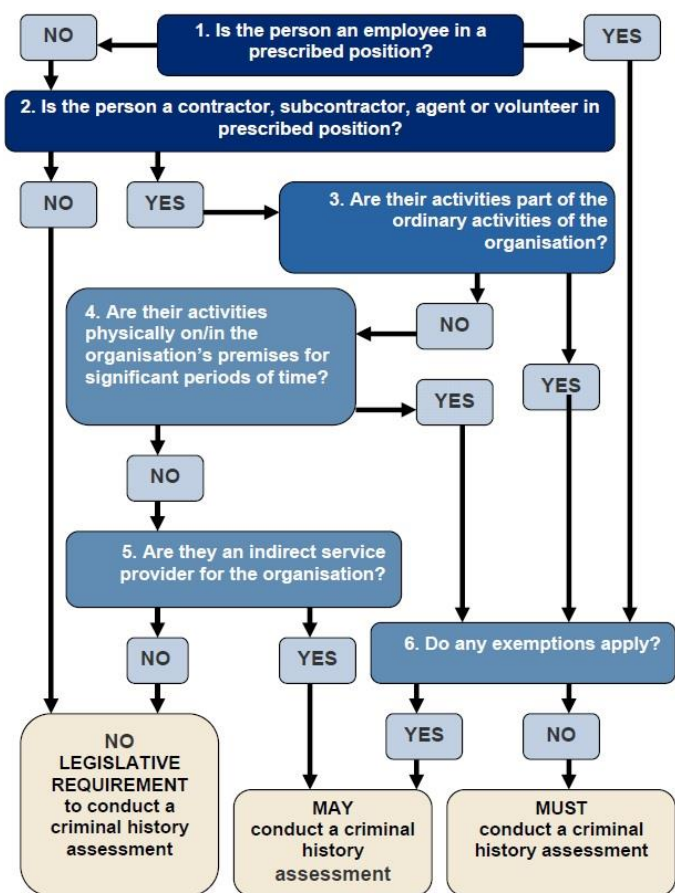 NO
1. Is the person an employee in a
prescribed position?
YES
2. Is the person a contractor, subcontractor, agent or volunteer in
prescribed position?
NO
YES
3. Are their activities part of the
ordinary activities of the
organisation?
4. Are their activities
physically on/in the
organisation’s premises for
significant periods of time?
NO
YES
YES
NO
5. Are they an indirect service
provider for the organisation?
6. Do any exemptions apply?
NO
YES
YES
NO
NO
LEGISLATIVE
REQUIREMENT
to conduct a
criminal history
assessment
MAY
conduct a criminal
history
assessment
MUST
conduct a criminal
history assessment